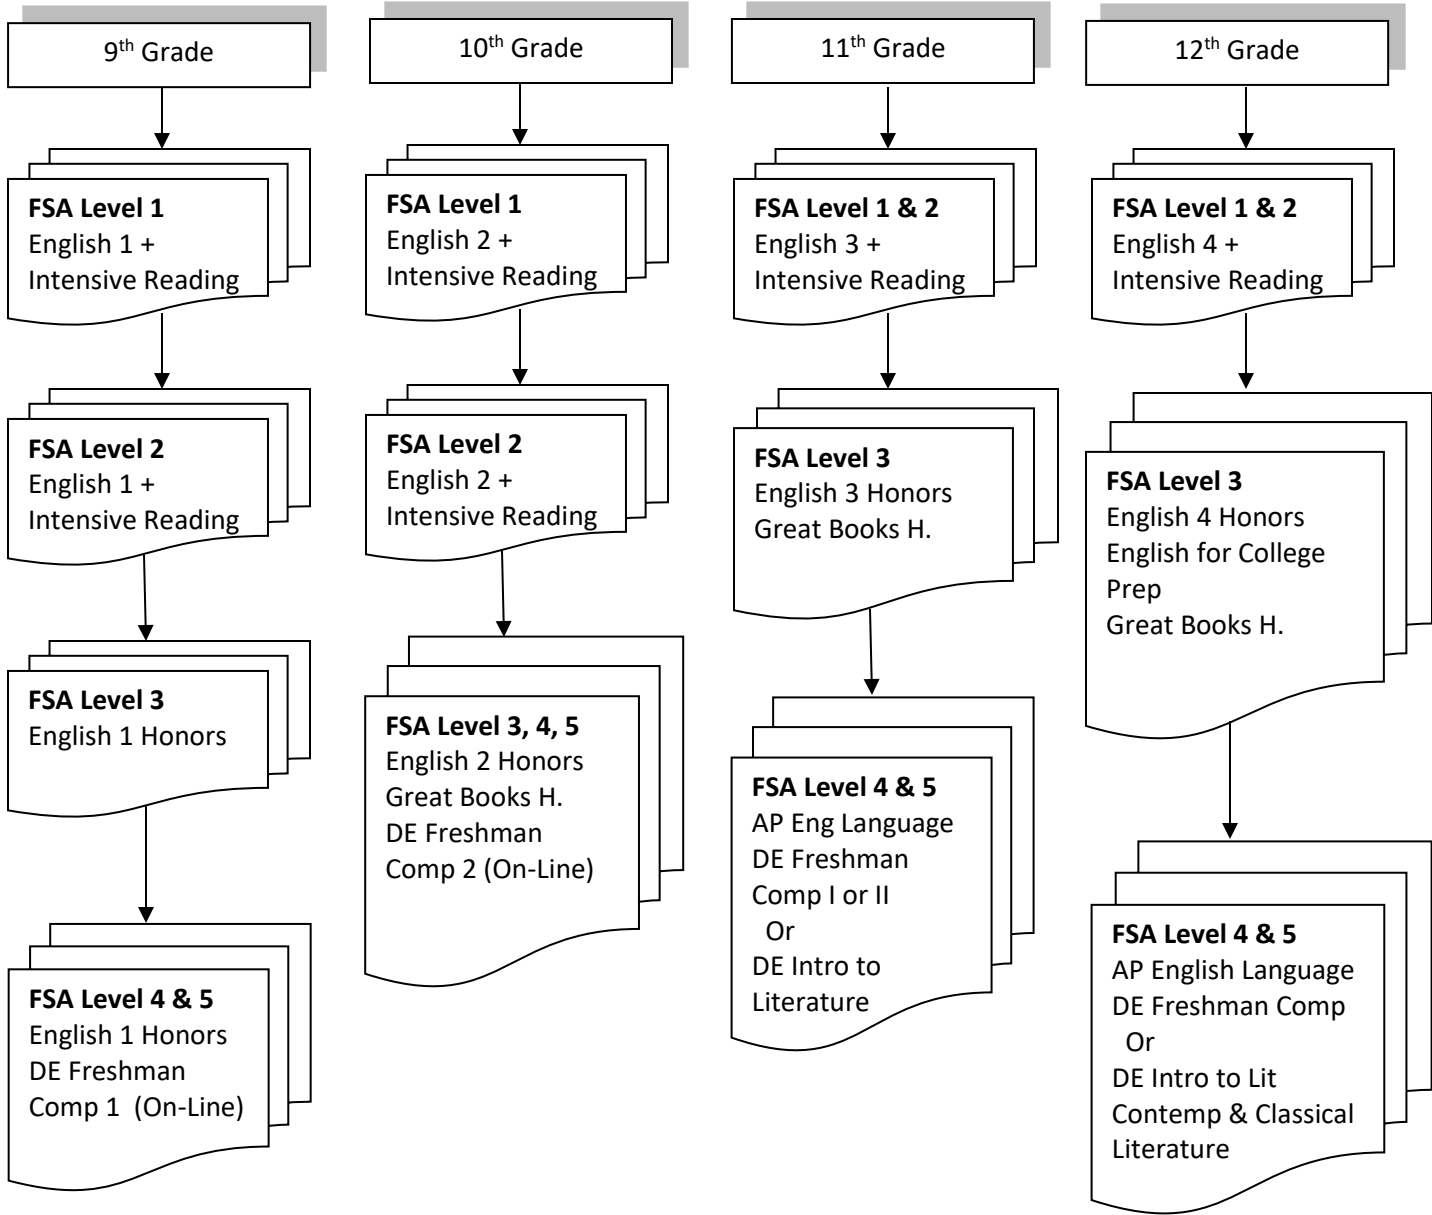 9th Grade
FSA Level 1
English 1 +
Intensive Reading
FSA Level 2
English 1 +
Intensive Reading
FSA Level 3
English 1 Honors
FSA Level 4 & 5
English 1 Honors
DE Freshman
Comp 1  (On-Line)
10th Grade
FSA Level 1
English 2 +
Intensive Reading
FSA Level 2
English 2 +
Intensive Reading
FSA Level 3, 4, 5
English 2 Honors
Great Books H.
DE Freshman
Comp 2 (On-Line)
11th Grade
FSA Level 1 & 2
English 3 +
Intensive Reading
FSA Level 3
English 3 Honors
Great Books H.
FSA Level 4 & 5
AP Eng Language
DE Freshman
Comp I or II
Or
DE Intro to
Literature
12th Grade
FSA Level 1 & 2
English 4 +
Intensive Reading
FSA Level 3
English 4 Honors
English for College
Prep
Great Books H.
FSA Level 4 & 5
AP English Language
DE Freshman Comp
Or
DE Intro to Lit
Contemp & Classical
Literature